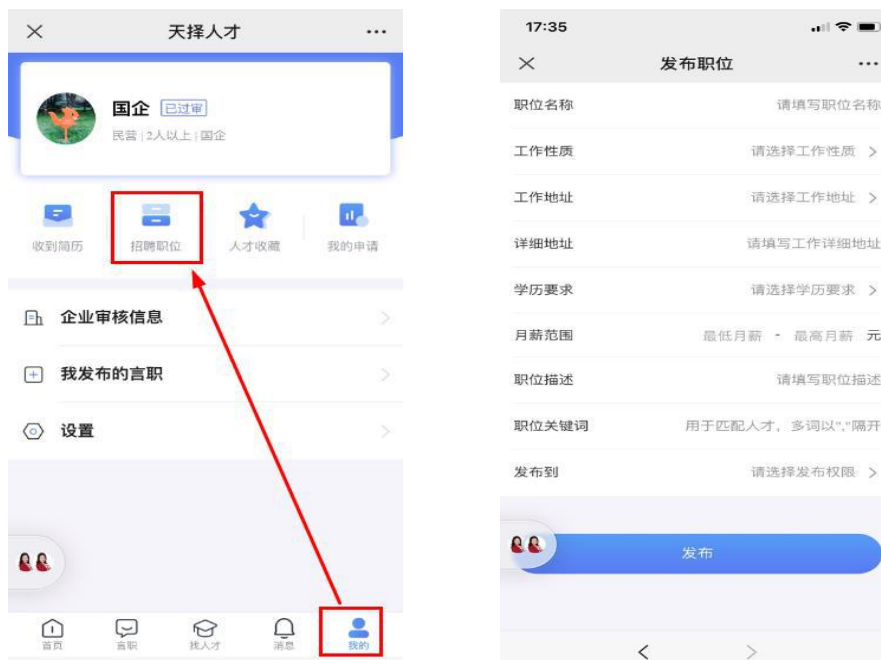 天择人才
国企 已过审
民营 | 2人以上 | 国企
收到简历 招聘职位 人才收藏 我的申请
企业审核信息
我发布的言职
设置
首页 言职 找人才 消息 我的
17:35
发布职位
职位名称 请填写职位名称
工作性质 请选择工作性质 >
工作地址 请选择工作地址 >
详细地址 请填写工作详细地址
学历要求 请选择学历要求 >
月薪范围 最低月薪 - 最高月薪 元
职位描述 请填写职位描述
职位关键词 用于匹配人才，多词以","隔开
发布到 请选择发布权限 >
发布